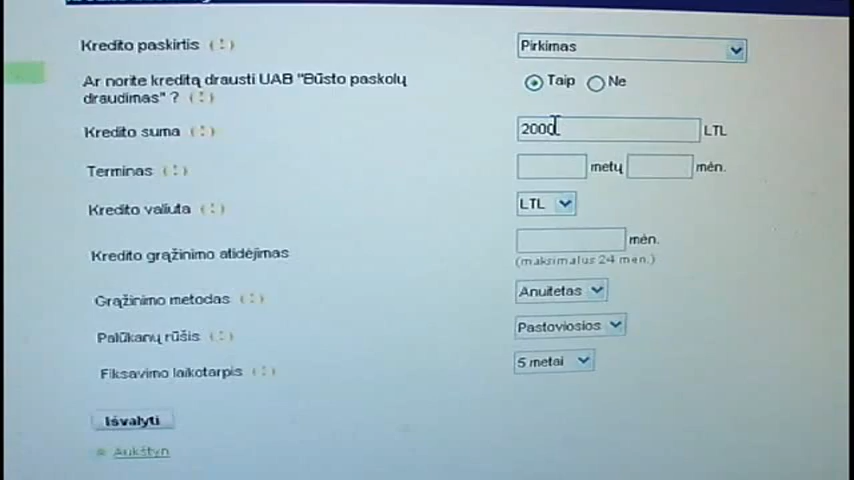 Kredito paskirtis
Pirkimas
Ar norite kreditą drausti UAB "Būsto paskolų
draudimas" ?
Taip
Ne
Kredito suma
2000
LTL
Terminas
metų
mėn.
Kredito valiuta
LTL
Kredito grąžinimo atidėjimas
mėn.
(maksimalus 24 mėn.)
Grąžinimo metodas
Anuitetas
Palūkanų rūšis
Pastoviosios
Fiksavimo laikotarpis
5 metai
Išvalyti
Aukštyn